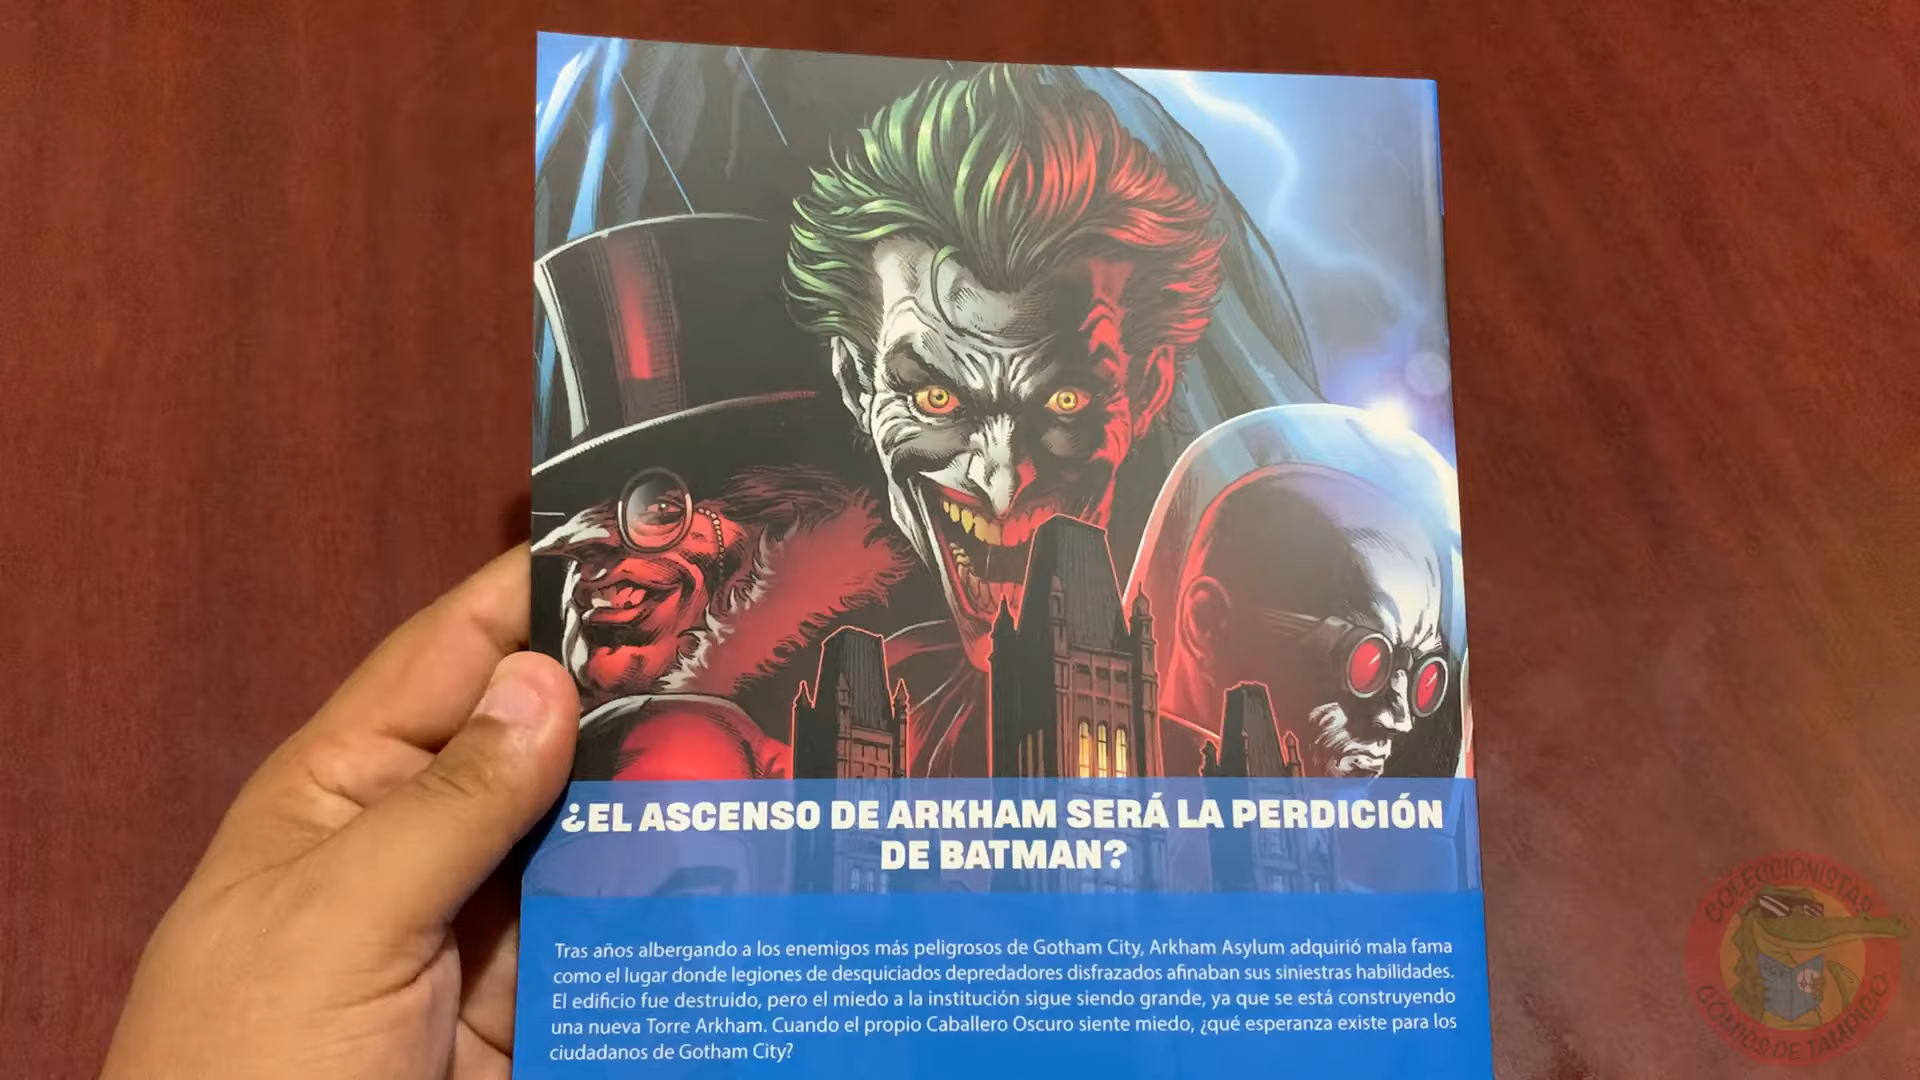 ¿EL ASCENSO DE ARKHAM SERÁ LA PERDICIÓN
DE BATMAN?
Tras años albergando a los enemigos más peligrosos de Gotham City, Arkham Asylum adquirió mala fama
como el lugar donde legiones de desquiciados depredadores disfrazados afinaban sus siniestras habilidades.
El edificio fue destruido, pero el miedo a la institución sigue siendo grande, ya que se está construyendo
una nueva Torre Arkham. Cuando el propio Caballero Oscuro siente miedo, ¿qué esperanza existe para los
ciudadanos de Gotham City?
COLECCIONISTAS
COMICS DE TAMPICO